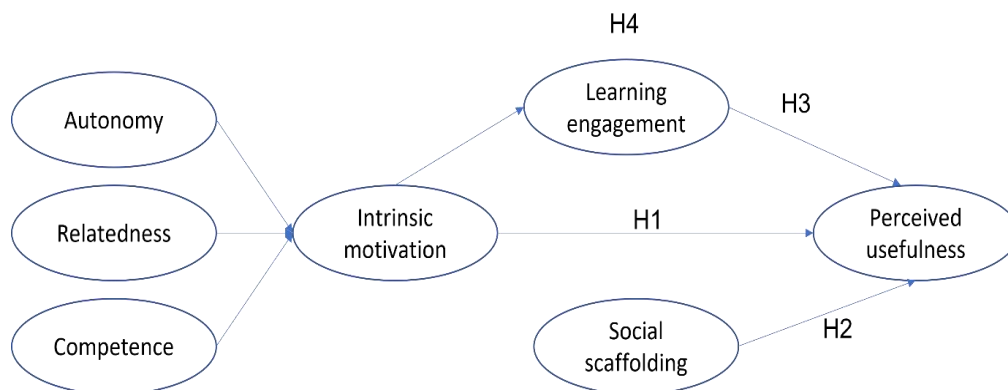 H4
Learning
engagement
H3
Autonomy
Relatedness
Intrinsic
motivation
H1
Perceived
usefulness
Competence
Social
scaffolding
H2